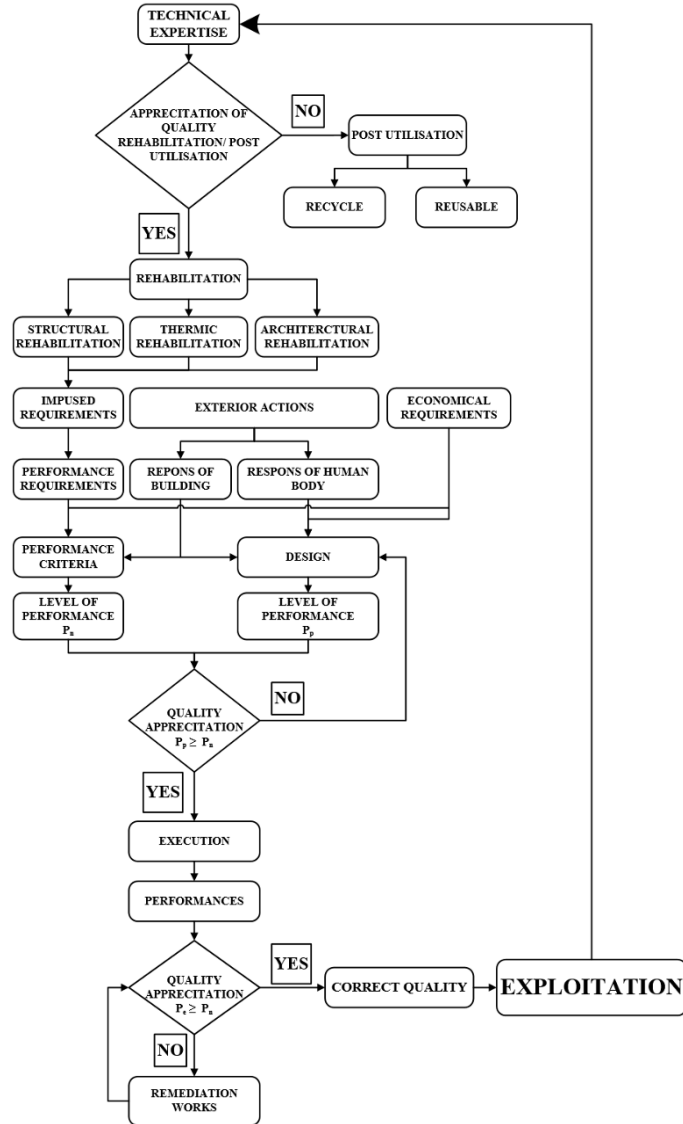 TECHNICAL
EXPERTISE
APPRECITATION OF
QUALITY
REHABILITATION/ POST
UTILISATION
NO
POST UTILISATION
RECYCLE
REUSABLE
YES
REHABILITATION
STRUCTURAL
REHABILITATION
THERMIC
REHABILITATION
ARCHITERCTURAL
REHABILITATION
IMPUSED
REQUIREMENTS
EXTERIOR ACTIONS
ECONOMICAL
REQUIREMENTS
PERFORMANCE
REQUIREMENTS
REPONS OF
BUILDING
RESPONS OF HUMAN
BODY
PERFORMANCE
CRITERIA
DESIGN
LEVEL OF
PERFORMANCE
Pn
LEVEL OF
PERFORMANCE
Pp
QUALITY
APPRECITATION
Pp ≥ Pn
NO
YES
EXECUTION
PERFORMANCES
QUALITY
APPRECITATION
Pe ≥ Pn
YES
CORRECT QUALITY
EXPLOITATION
NO
REMEDIATION
WORKS